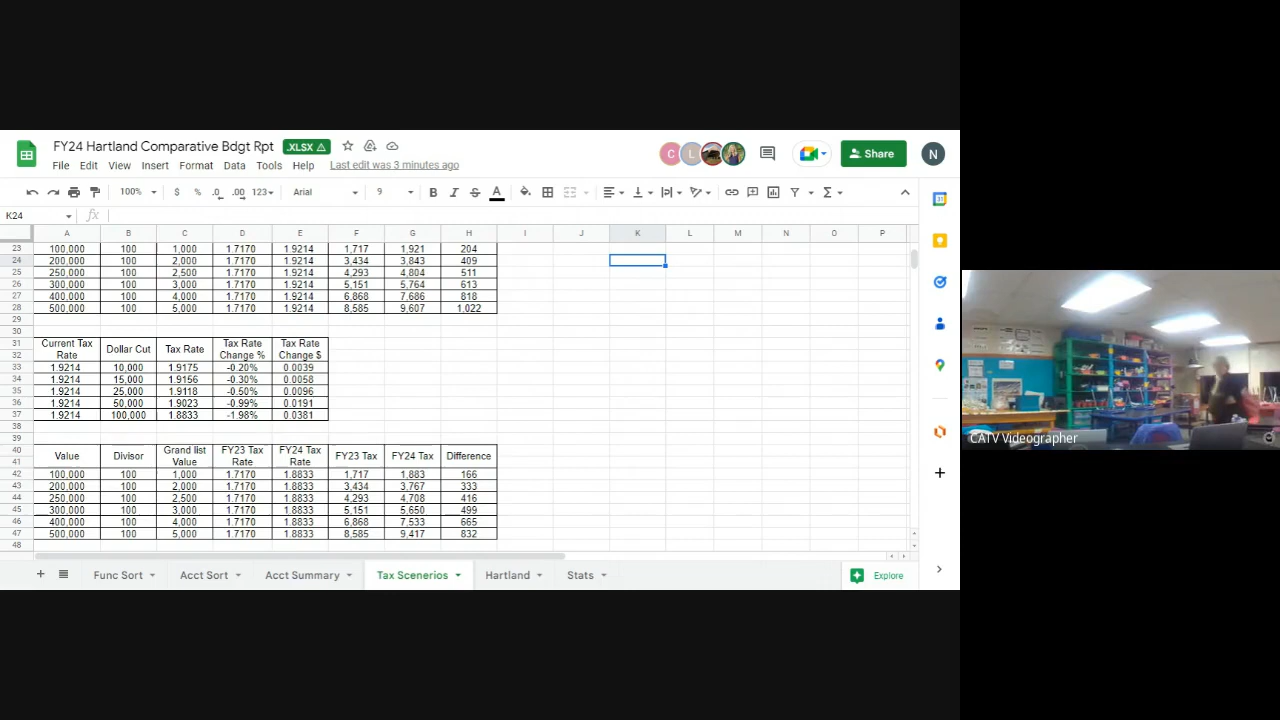 FY24 Hartland Comparative Bdgt Rpt .XLSX
File Edit View Insert Format Data Tools Help Last edit was 3 minutes ago
C L Share N
100% $ % .0 .00 123 Arial 9 B I S A
K24 fx
A B C D E F G H I J K L M N O P
23 100,000 100 1,000 1.7170 1.9214 1,717 1,921 204
24 200,000 100 2,000 1.7170 1.9214 3,434 3,843 409
25 250,000 100 2,500 1.7170 1.9214 4,293 4,804 511
26 300,000 100 3,000 1.7170 1.9214 5,151 5,764 613
27 400,000 100 4,000 1.7170 1.9214 6,868 7,686 818
28 500,000 100 5,000 1.7170 1.9214 8,585 9,607 1,022
29
30
31 Current Tax Dollar Cut Tax Rate Tax Rate Tax Rate
32 Rate Change % Change $
33 1.9214 10,000 1.9175 -0.20% 0.0039
34 1.9214 15,000 1.9156 -0.30% 0.0058
35 1.9214 25,000 1.9118 -0.50% 0.0096
36 1.9214 50,000 1.9023 -0.99% 0.0191
37 1.9214 100,000 1.8833 -1.98% 0.0381
38
39
40 Value Divisor Grand list FY23 Tax FY24 Tax FY23 Tax FY24 Tax Difference
41 Value Rate Rate
42 100,000 100 1,000 1.7170 1.8833 1,717 1,883 166
43 200,000 100 2,000 1.7170 1.8833 3,434 3,767 333
44 250,000 100 2,500 1.7170 1.8833 4,293 4,708 416
45 300,000 100 3,000 1.7170 1.8833 5,151 5,650 499
46 400,000 100 4,000 1.7170 1.8833 6,868 7,533 665
47 500,000 100 5,000 1.7170 1.8833 8,585 9,417 832
48
Func Sort Acct Sort Acct Summary Tax Scenerios Hartland Stats Explore
CATV Videographer